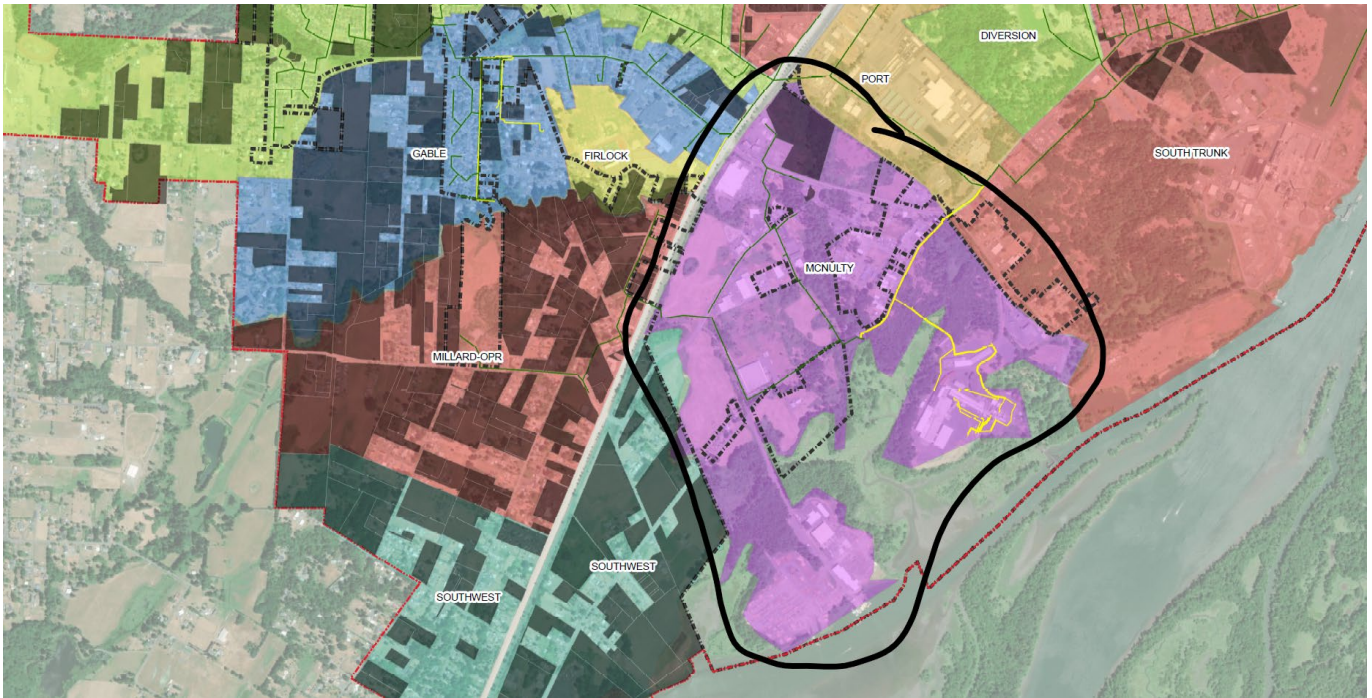 DIVERSION
PORT
SOUTH TRUNK
GABLE
FIRLOCK
MCNULTY
MILLARD-OPR
SOUTHWEST
SOUTHWEST